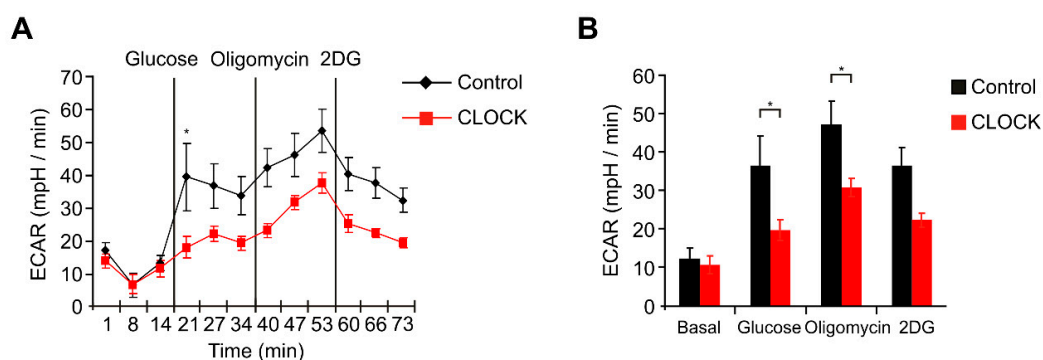 A
Glucose Oligomycin 2DG
70
60
50
40
30
20
10
0
ECAR (mpH / min)
*
1 8 14 21 27 34 40 47 53 60 66 73
Time (min)
Control
CLOCK
B
60
50
40
30
20
10
0
ECAR (mpH / min)
*
*
Basal Glucose Oligomycin 2DG
Control
CLOCK